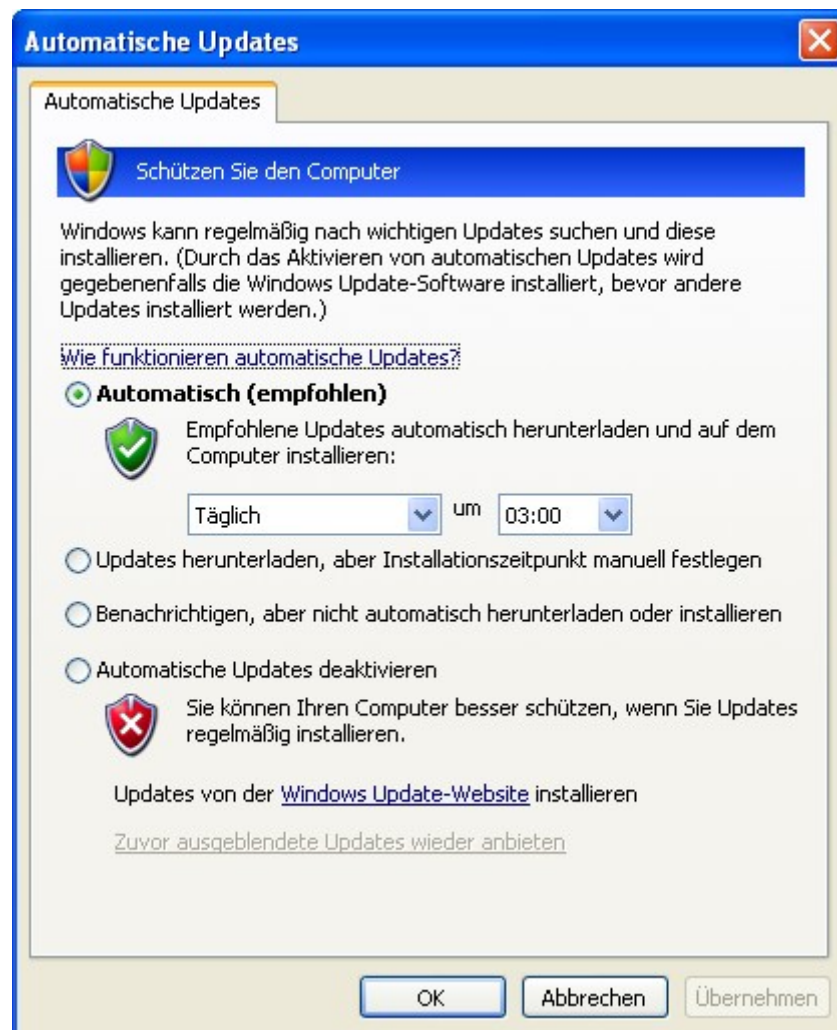 Automatische Updates
Automatische Updates
Schützen Sie den Computer
Windows kann regelmäßig nach wichtigen Updates suchen und diese
installieren. (Durch das Aktivieren von automatischen Updates wird
gegebenenfalls die Windows Update-Software installiert, bevor andere
Updates installiert werden.)
Wie funktionieren automatische Updates?
Automatisch (empfohlen)
Empfohlene Updates automatisch herunterladen und auf dem
Computer installieren:
Täglich um 03:00
Updates herunterladen, aber Installationszeitpunkt manuell festlegen
Benachrichtigen, aber nicht automatisch herunterladen oder installieren
Automatische Updates deaktivieren
Sie können Ihren Computer besser schützen, wenn Sie Updates
regelmäßig installieren.
Updates von der Windows Update-Website installieren
Zuvor ausgeblendete Updates wieder anbieten
OK Abbrechen Übernehmen